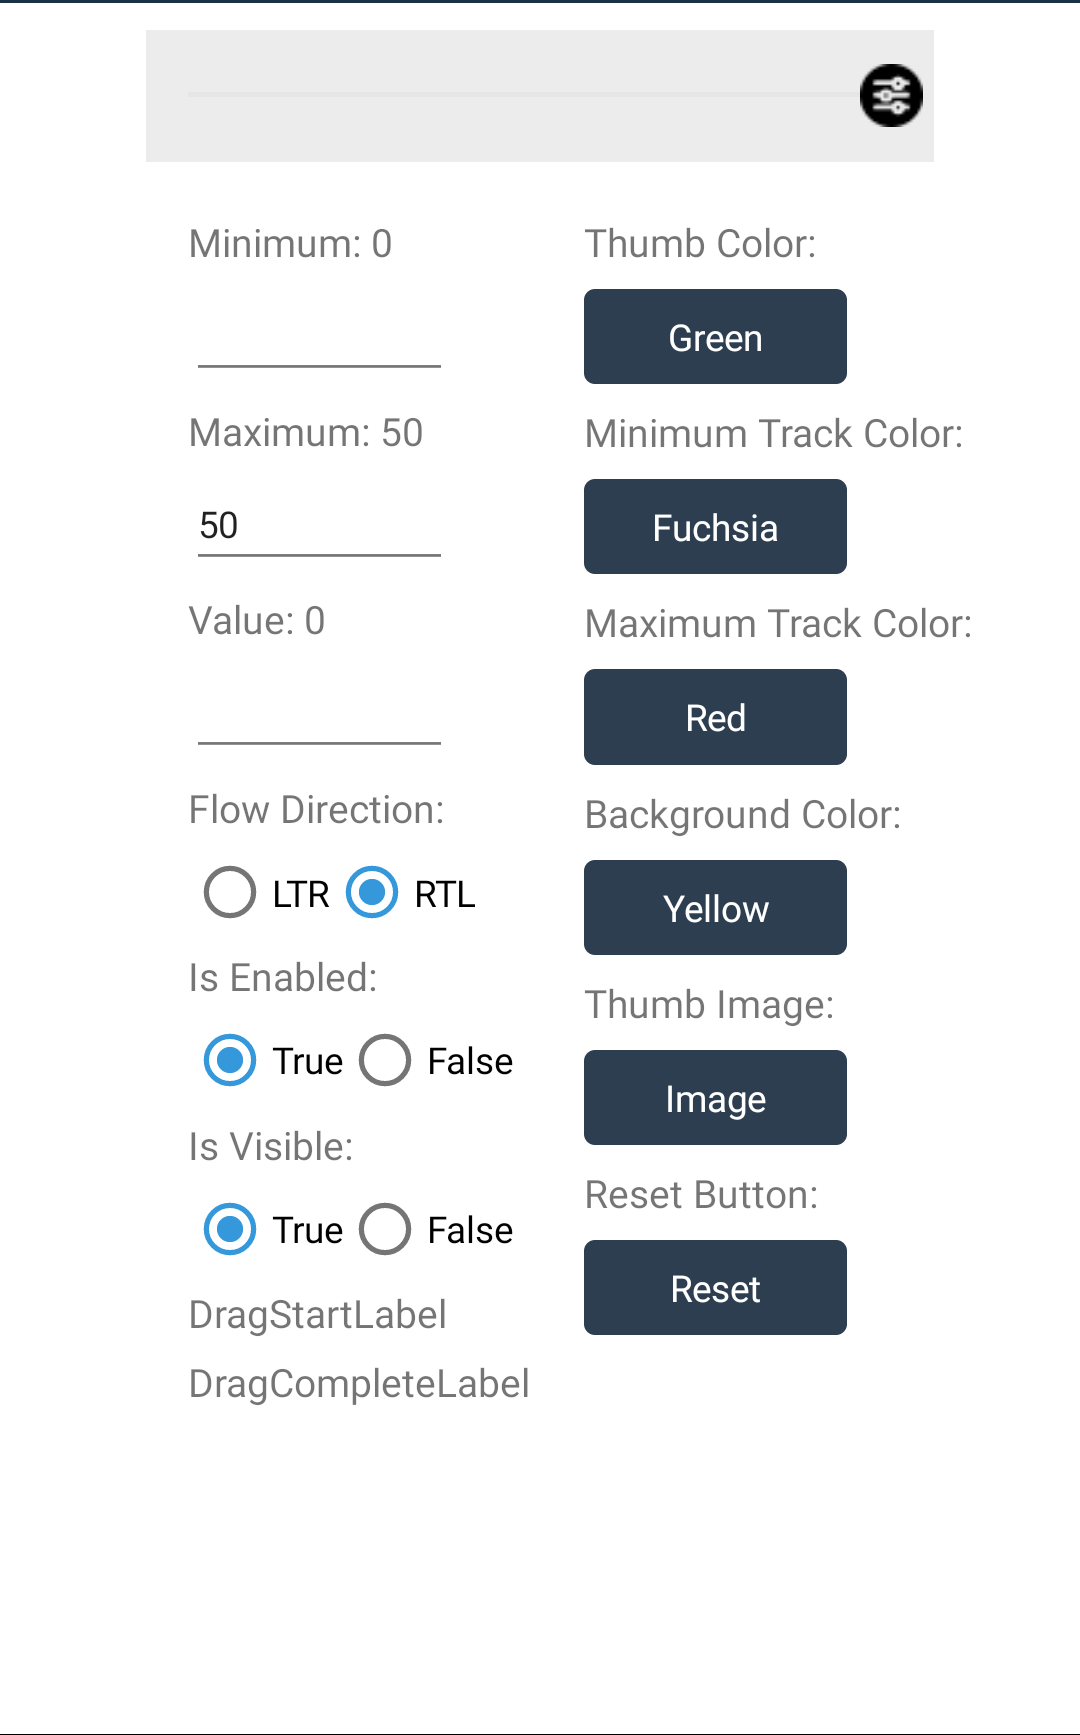 Minimum: 0
Maximum: 50
50
Value: 0
Flow Direction:
LTR RTL
Is Enabled:
True False
Is Visible:
True False
DragStartLabel
DragCompleteLabel
Thumb Color:
Green
Minimum Track Color:
Fuchsia
Maximum Track Color:
Red
Background Color:
Yellow
Thumb Image:
Image
Reset Button:
Reset